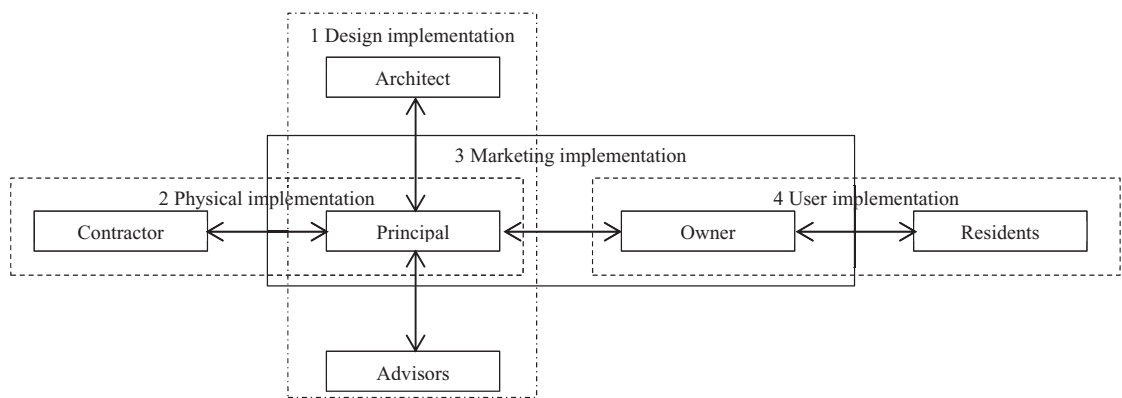 1 Design implementation
Architect
3 Marketing implementation
2 Physical implementation
4 User implementation
Contractor
Principal
Owner
Residents
Advisors